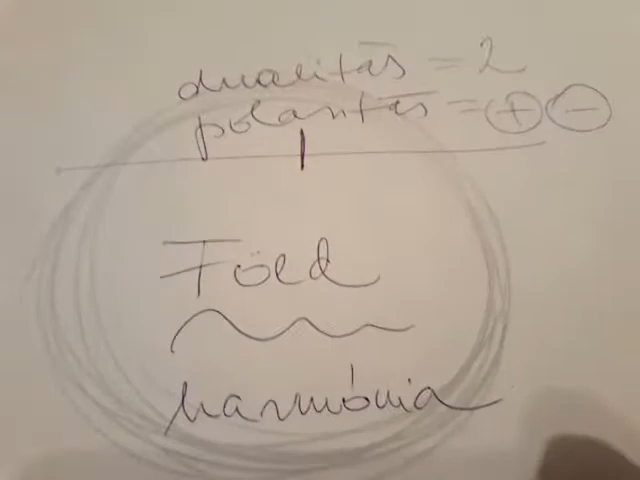 dualitás = 2
polaritás = + -
Föld
harmónia